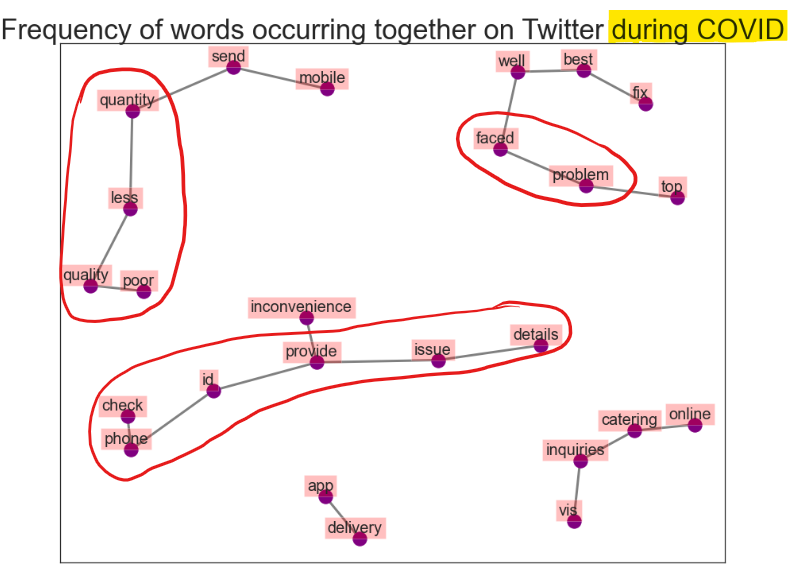 Frequency of words occurring together on Twitter during COVID
send
well
best
mobile
quantity
fix
faced
problem
top
less
quality
poor
inconvenience
details
provide
issue
id
check
phone
catering
online
inquiries
app
vis
delivery